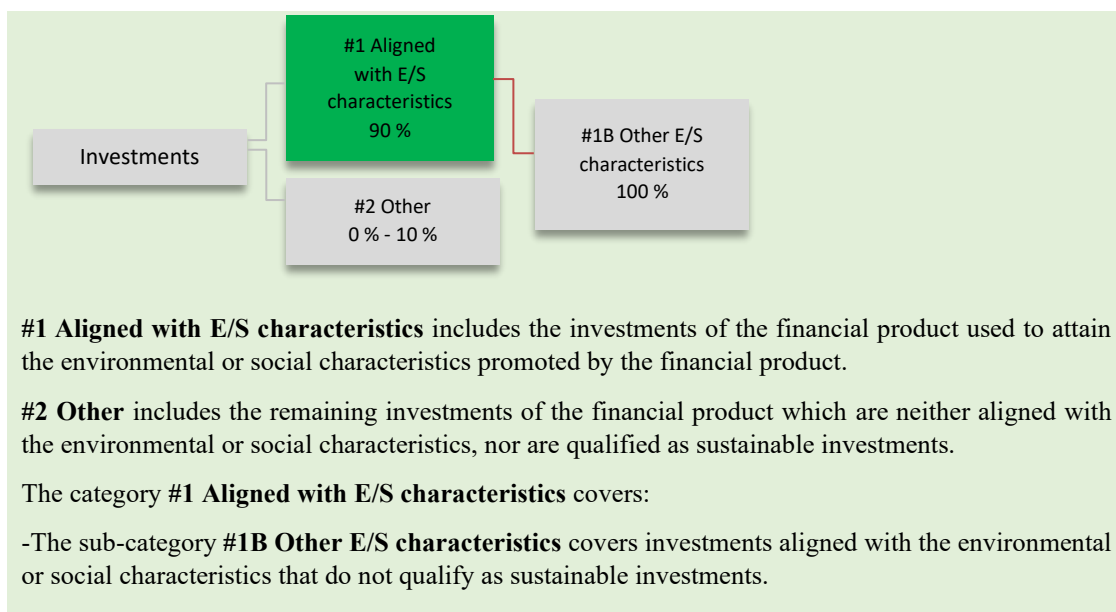 Investments
#1 Aligned
with E/S
characteristics
90 %
#2 Other
0 % - 10 %
#1B Other E/S
characteristics
100 %
#1 Aligned with E/S characteristics includes the investments of the financial product used to attain
the environmental or social characteristics promoted by the financial product.
#2 Other includes the remaining investments of the financial product which are neither aligned with
the environmental or social characteristics, nor are qualified as sustainable investments.
The category #1 Aligned with E/S characteristics covers:
-The sub-category #1B Other E/S characteristics covers investments aligned with the environmental
or social characteristics that do not qualify as sustainable investments.